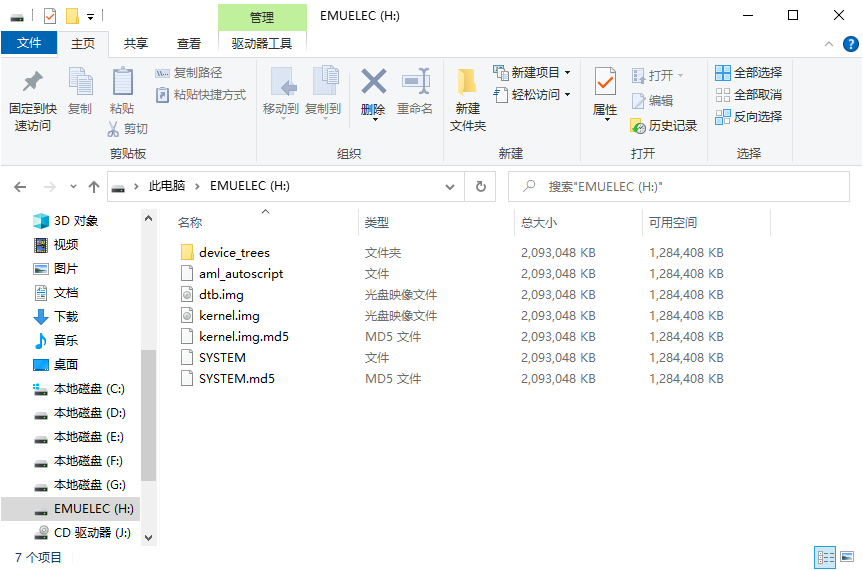 管理
EMUELEC (H:)
文件
主页
共享
查看
驱动器工具
固定到快速访问
复制
粘贴
复制路径
粘贴快捷方式
剪切
剪贴板
移动到
复制到
删除
重命名
组织
新建文件夹
新建项目
轻松访问
新建
属性
打开
编辑
历史记录
打开
全部选择
全部取消
反向选择
选择
此电脑 > EMUELEC (H:)
搜索"EMUELEC (H:)"
3D 对象
视频
图片
文档
下载
音乐
桌面
本地磁盘 (C:)
本地磁盘 (D:)
本地磁盘 (E:)
本地磁盘 (F:)
本地磁盘 (G:)
EMUELEC (H:)
CD 驱动器 (J:)
名称 类型 总大小 可用空间
device_trees 文件夹 2,093,048 KB 1,284,408 KB
aml_autoscript 文件 2,093,048 KB 1,284,408 KB
dtb.img 光盘映像文件 2,093,048 KB 1,284,408 KB
kernel.img 光盘映像文件 2,093,048 KB 1,284,408 KB
kernel.img.md5 MD5 文件 2,093,048 KB 1,284,408 KB
SYSTEM 文件 2,093,048 KB 1,284,408 KB
SYSTEM.md5 MD5 文件 2,093,048 KB 1,284,408 KB
7 个项目